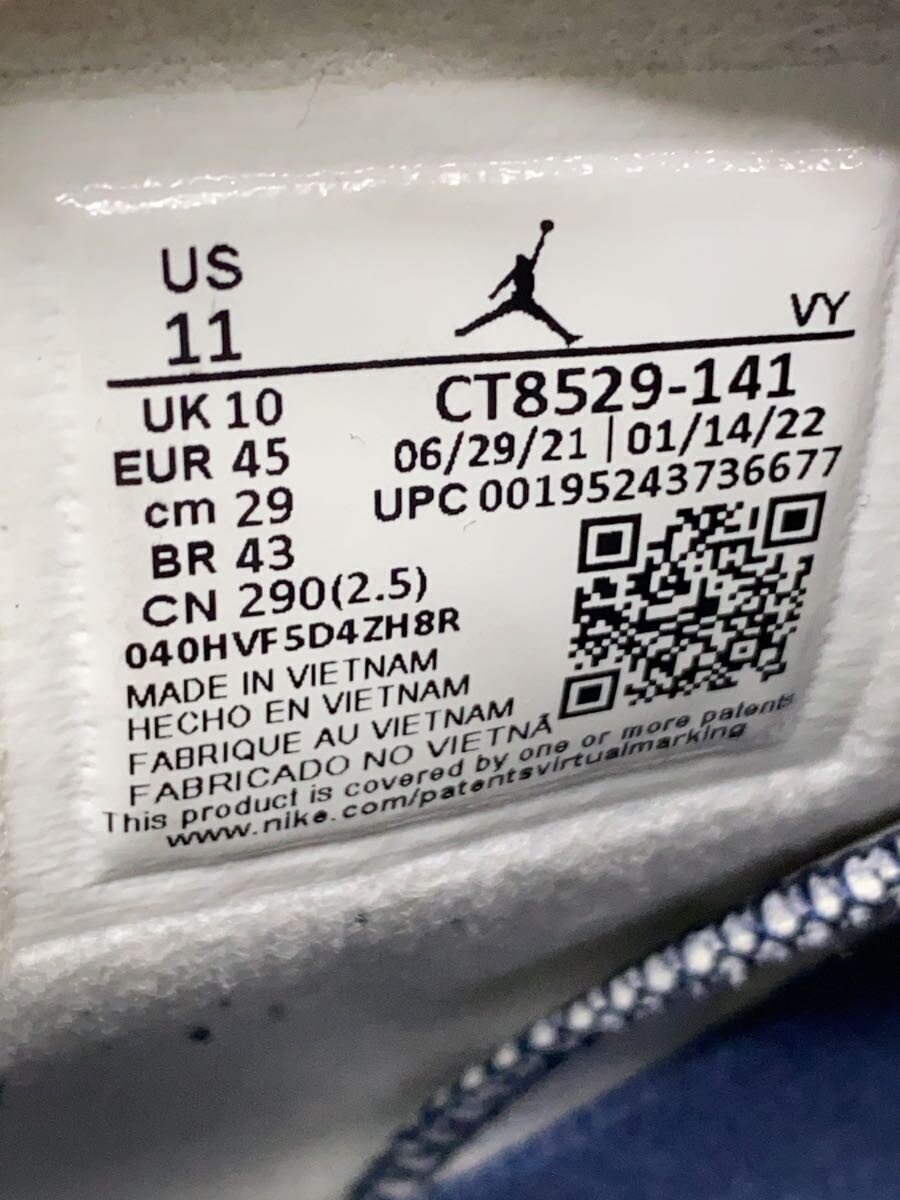 US
11
VY
UK 10
CT8529-141
EUR 45
06/29/21 | 01/14/22
cm 29
UPC 00195243736677
BR 43
CN 290(2.5)
040HVF5D4ZH8R
MADE IN VIETNAM
HECHO EN VIETNAM
FABRIQUE AU VIETNAM
FABRICADO NO VIETNÃ
This product is covered by one or more patents
www.nike.com/patentsvirtualmarking